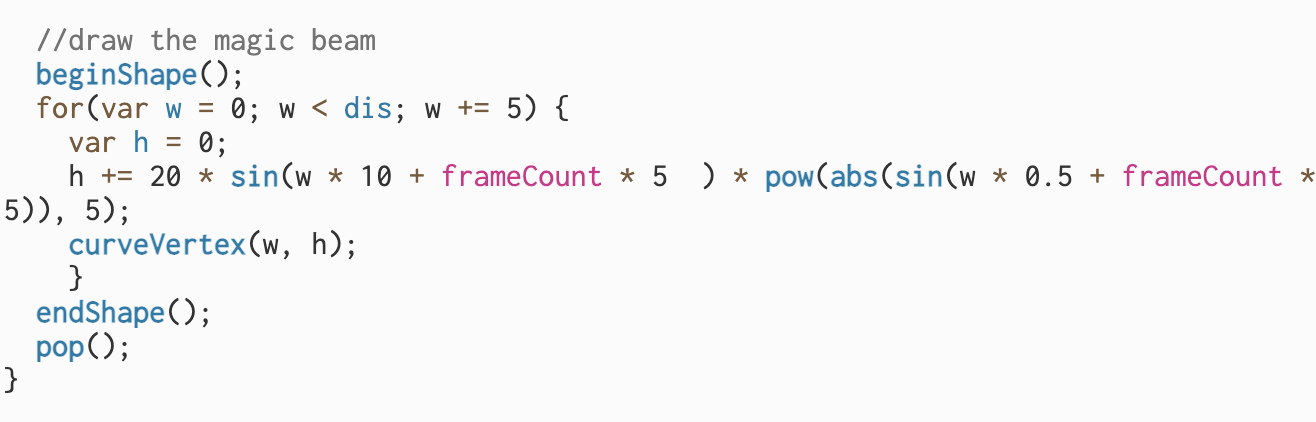 //draw the magic beam
beginShape();
for(var w = 0; w < dis; w += 5) {
var h = 0;
h += 20 * sin(w * 10 + frameCount * 5  ) * pow(abs(sin(w * 0.5 + frameCount *
5)), 5);
curveVertex(w, h);
}
endShape();
pop();
}